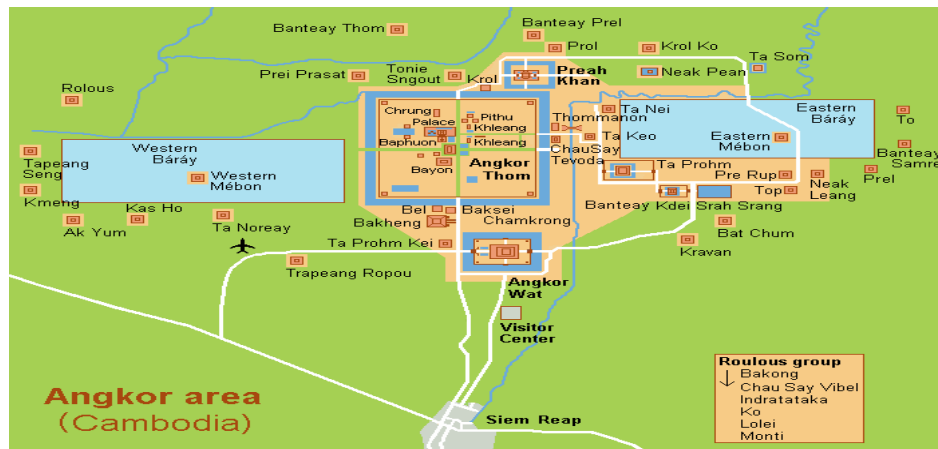 Banteay Thom
Banteay Prel
Prol
Krol Ko
Ta Som
Prei Prasat
Tonie
Sngout
Krol
Preah
Khan
Neak Pean
Rolous
Chrung
Palace
Pithu
Khleang
Baphuon
Khleang
Bayon
Angkor
Thom
Thommanon
Ta Nei
Ta Keo
ChauSay
Tevoda
Eastern
Báráy
Eastern
Mébon
To
Banteay
Samre
Prel
Western
Báráy
Western
Mébon
Tapeang
Seng
Kmeng
Ak Yum
Kas Ho
Ta Noreay
Ta Prohm
Pre Rup
Top
Neak
Leang
Banteay Kdei Srah Srang
Bat Chum
Kravan
Bel
Baksei
Chamkrong
Bakheng
Ta Prohm Kei
Trapeang Ropou
Angkor
Wat
Visitor
Center
Siem Reap
Angkor area
(Cambodia)
Roulous group
Bakong
Chau Say Vibel
Indratataka
Ko
Lolei
Monti